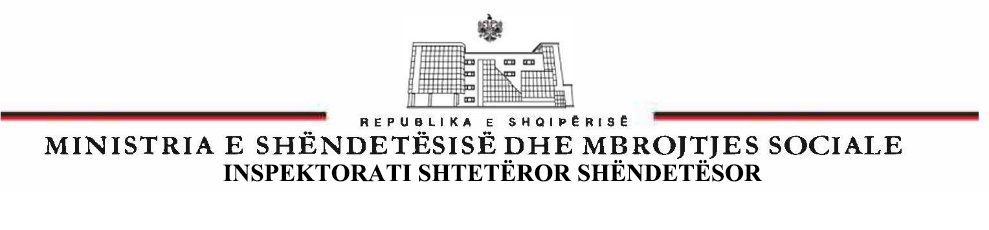 REPUBLIKA E SHQIPËRISË
MINISTRIA E SHËNDETËSISË DHE MBROJTJES SOCIALE
INSPEKTORATI SHTETËROR SHËNDETËSOR